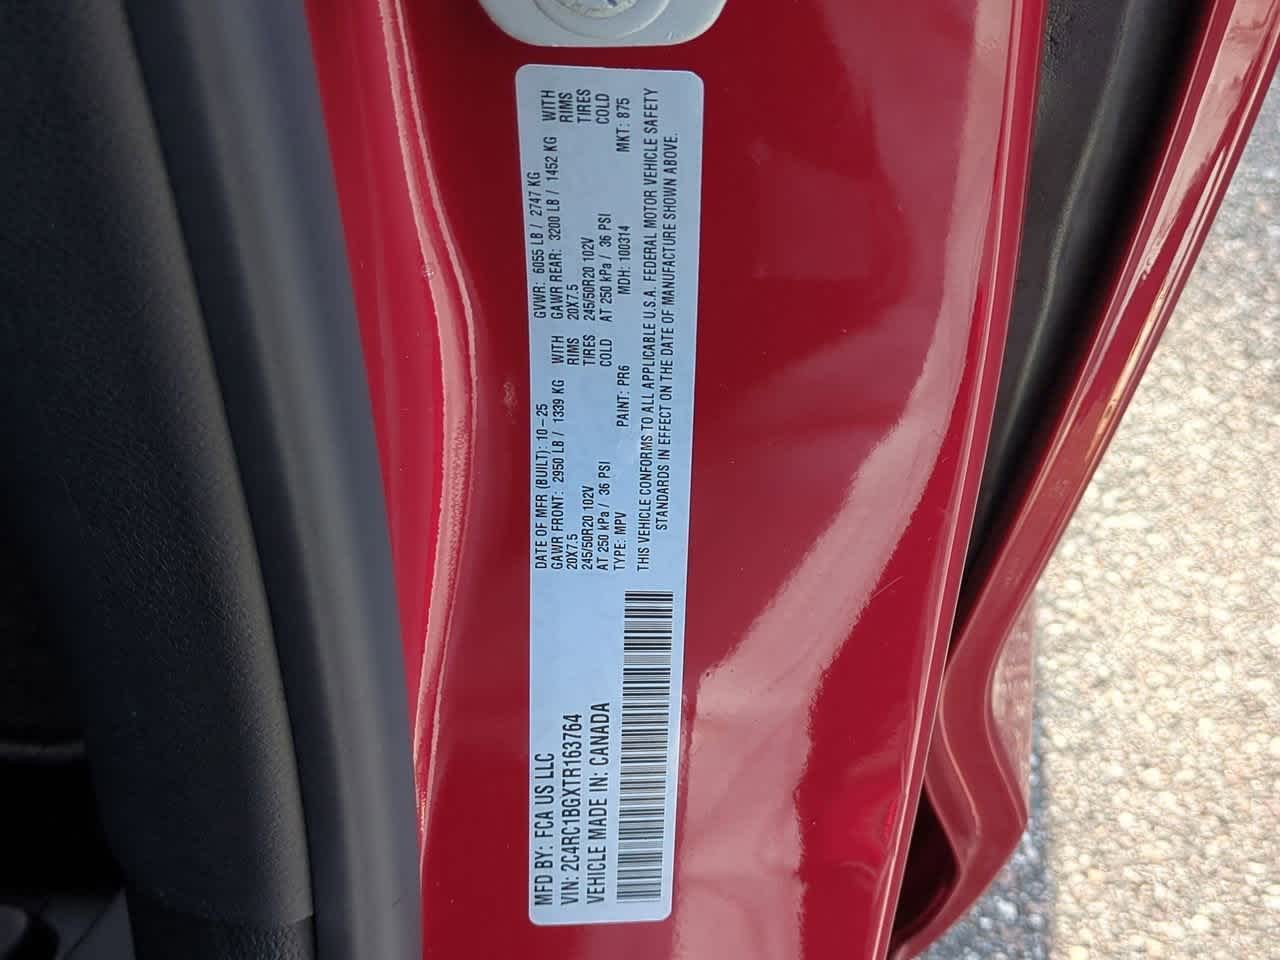 MFD BY: FCA US LLC
VIN: 2C4RC1BGXTR163764
VEHICLE MADE IN: CANADA
DATE OF MFR (BUILT): 10-25
GAWR FRONT: 2950 LB / 1339 KG WITH
20X7.5 RIMS
245/50R20 102V TIRES
AT 250 kPa / 36 PSI COLD
TYPE: MPV PAINT: PR6
GVWR: 6055 LB / 2747 KG
GAWR REAR: 3200 LB / 1452 KG WITH
20X7.5 RIMS
245/50R20 102V TIRES
AT 250 kPa / 36 PSI COLD
MDH: 100314 MKT: 875
THIS VEHICLE CONFORMS TO ALL APPLICABLE U.S.A. FEDERAL MOTOR VEHICLE SAFETY
STANDARDS IN EFFECT ON THE DATE OF MANUFACTURE SHOWN ABOVE.